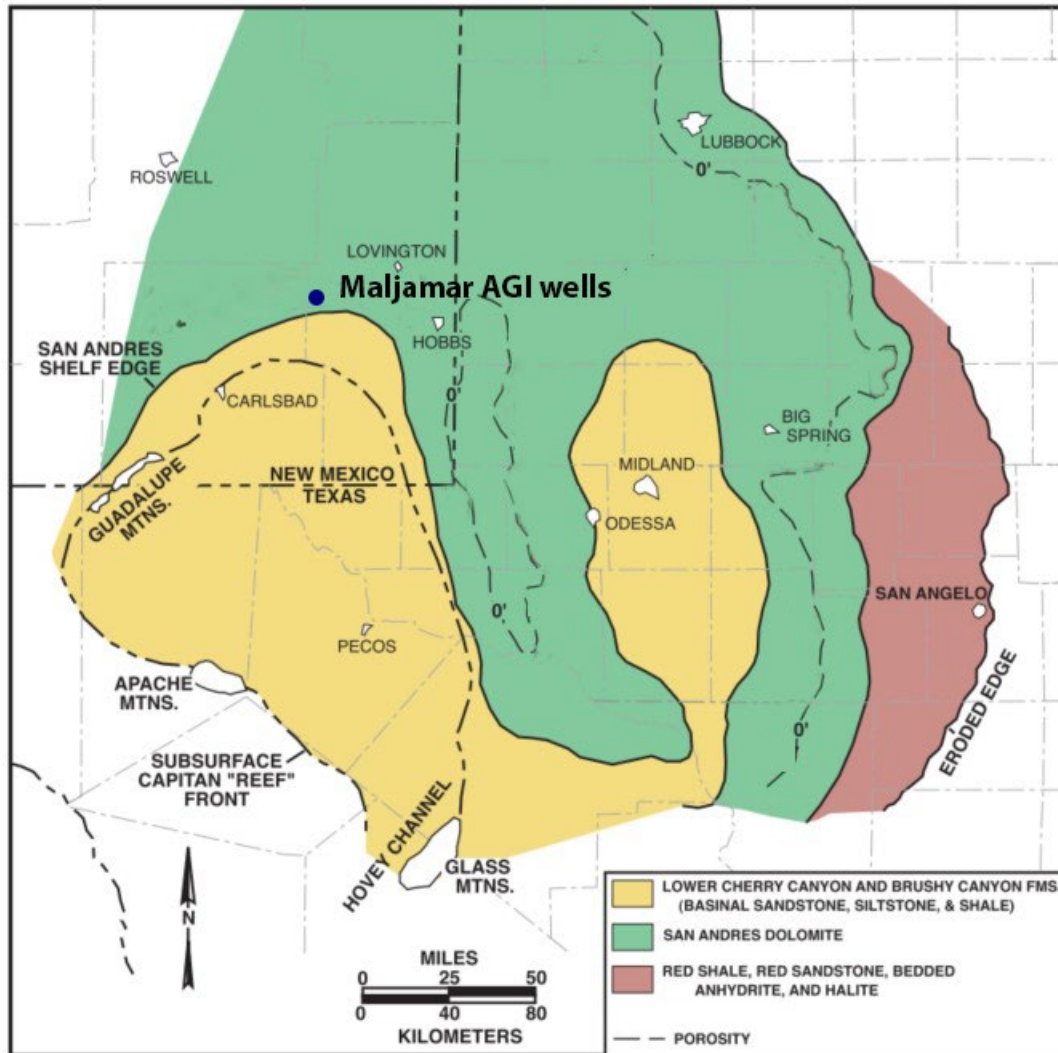 LUBBOCK
0'
ROSWELL
LOVINGTON
Maljamar AGI wells
HOBBS
SAN ANDRES
SHELF EDGE
0'
CARLSBAD
BIG
SPRING
MIDLAND
NEW MEXICO
TEXAS
GUADALUPE
MTNS.
ODESSA
SAN ANGELO
0'
PECOS
APACHE
MTNS.
ERODED EDGE
0'
SUBSURFACE
CAPITAN "REEF"
FRONT
HOVEY CHANNEL
GLASS
MTNS.
N
MILES
0 25 50
0 40 80
KILOMETERS
LOWER CHERRY CANYON AND BRUSHY CANYON FMS
(BASINAL SANDSTONE, SILTSTONE, & SHALE)
SAN ANDRES DOLOMITE
RED SHALE, RED SANDSTONE, BEDDED
ANHYDRITE, AND HALITE
POROSITY